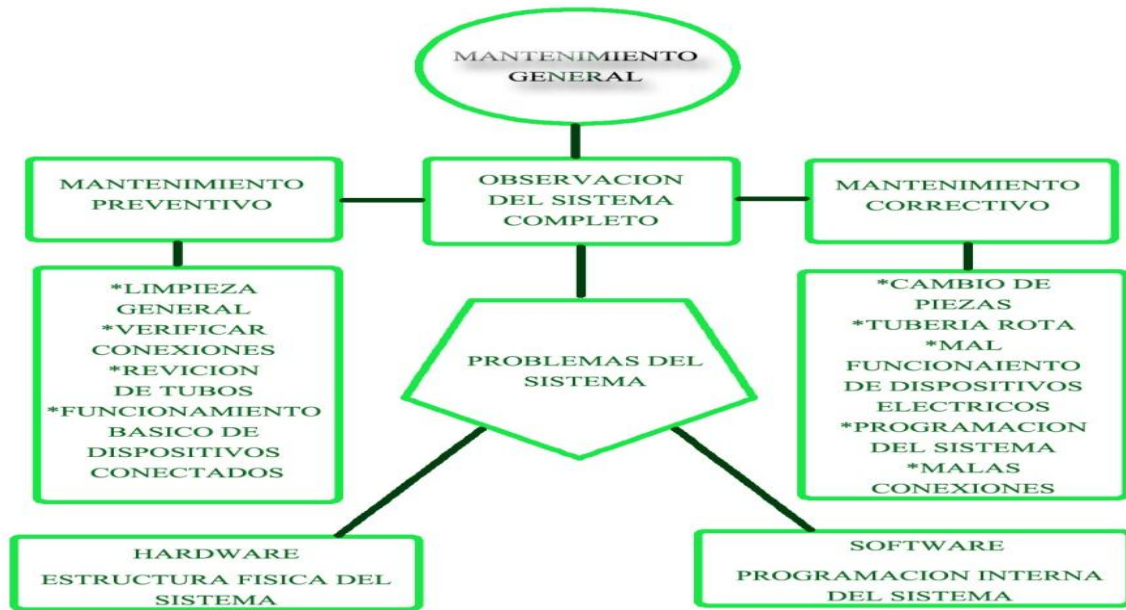 MANTENIMIENTO
GENERAL
MANTENIMIENTO
PREVENTIVO
OBSERVACION
DEL SISTEMA
COMPLETO
MANTENIMIENTO
CORRECTIVO
*LIMPIEZA
GENERAL
*VERIFICAR
CONEXIONES
*REVICION
DE TUBOS
*FUNCIONAMIENTO
BASICO DE
DISPOSITIVOS
CONECTADOS
PROBLEMAS DEL
SISTEMA
*CAMBIO DE
PIEZAS
*TUBERIA ROTA
*MAL
FUNCIONAIENTO
DE DISPOSITIVOS
ELECTRICOS
*PROGRAMACION
DEL SISTEMA
*MALAS
CONEXIONES
HARDWARE
ESTRUCTURA FISICA DEL
SISTEMA
SOFTWARE
PROGRAMACION INTERNA
DEL SISTEMA